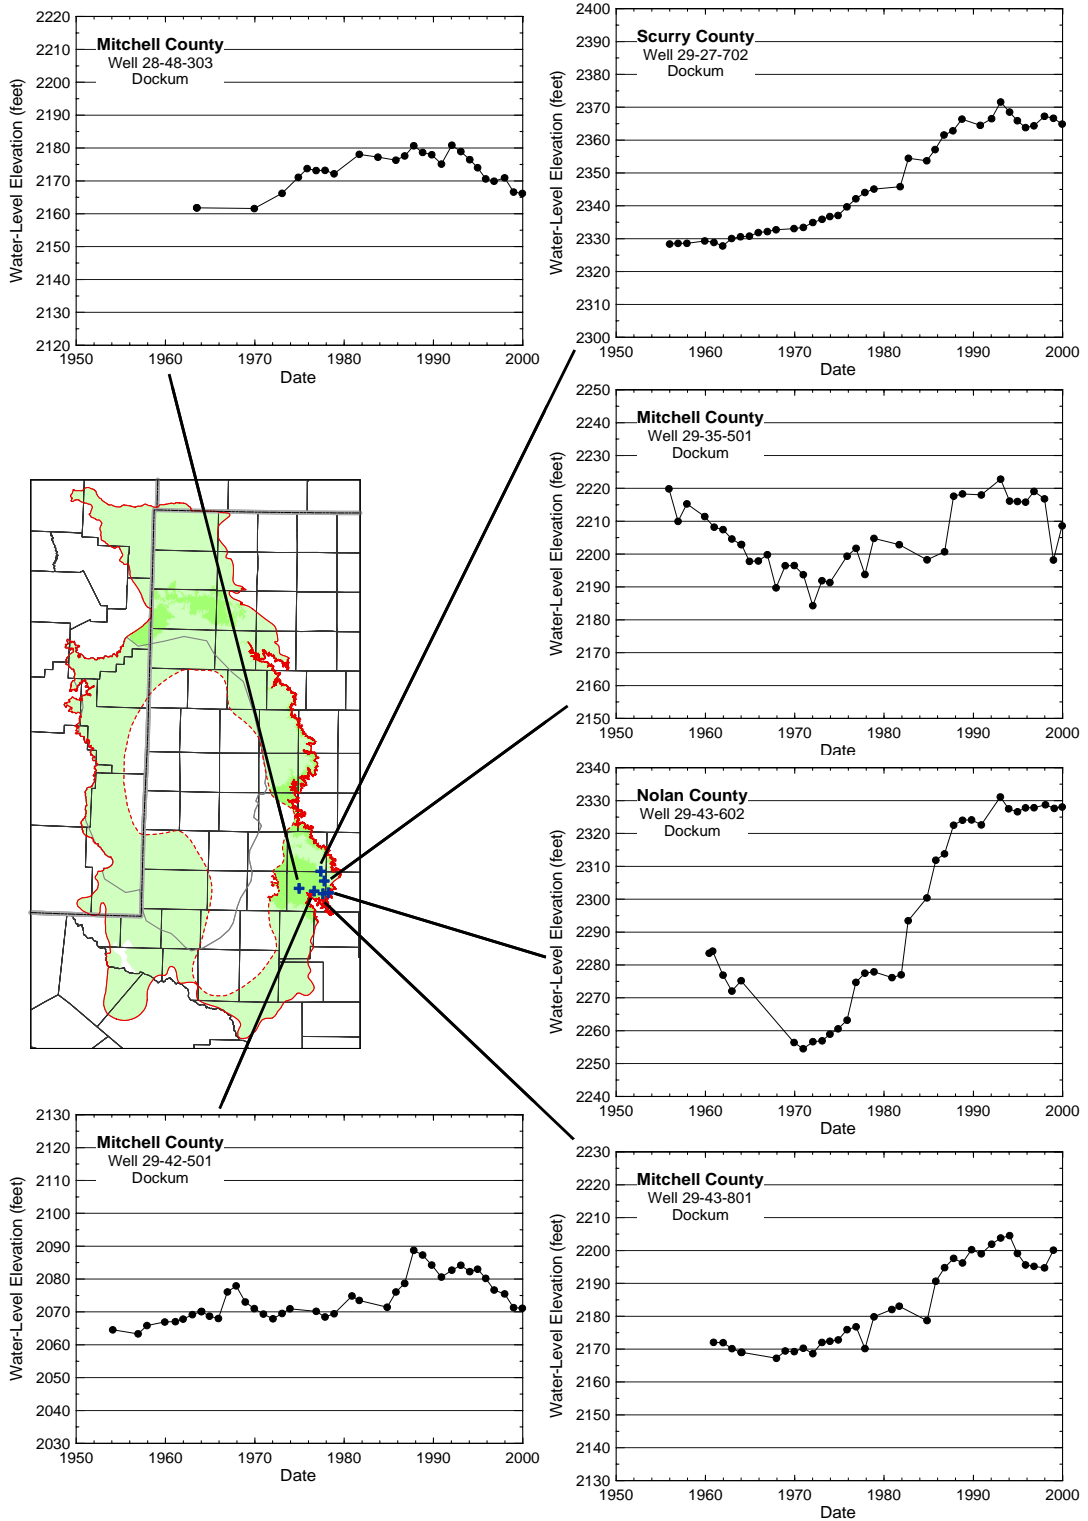 Mitchell County
Well 28-48-303
Dockum
Water-Level Elevation (feet)
2220
2210
2200
2190
2180
2170
2160
2150
2140
2130
2120
1950 1960 1970 1980 1990 2000
Date
Scurry County
Well 29-27-702
Dockum
Water-Level Elevation (feet)
2400
2390
2380
2370
2360
2350
2340
2330
2320
2310
2300
1950 1960 1970 1980 1990 2000
Date
Mitchell County
Well 29-35-501
Dockum
Water-Level Elevation (feet)
2250
2240
2230
2220
2210
2200
2190
2180
2170
2160
2150
1950 1960 1970 1980 1990 2000
Date
Nolan County
Well 29-43-602
Dockum
Water-Level Elevation (feet)
2340
2330
2320
2310
2300
2290
2280
2270
2260
2250
2240
1950 1960 1970 1980 1990 2000
Date
Mitchell County
Well 29-42-501
Dockum
Water-Level Elevation (feet)
2130
2120
2110
2100
2090
2080
2070
2060
2050
2040
2030
1950 1960 1970 1980 1990 2000
Date
Mitchell County
Well 29-43-801
Dockum
Water-Level Elevation (feet)
2230
2220
2210
2200
2190
2180
2170
2160
2150
2140
2130
1950 1960 1970 1980 1990 2000
Date